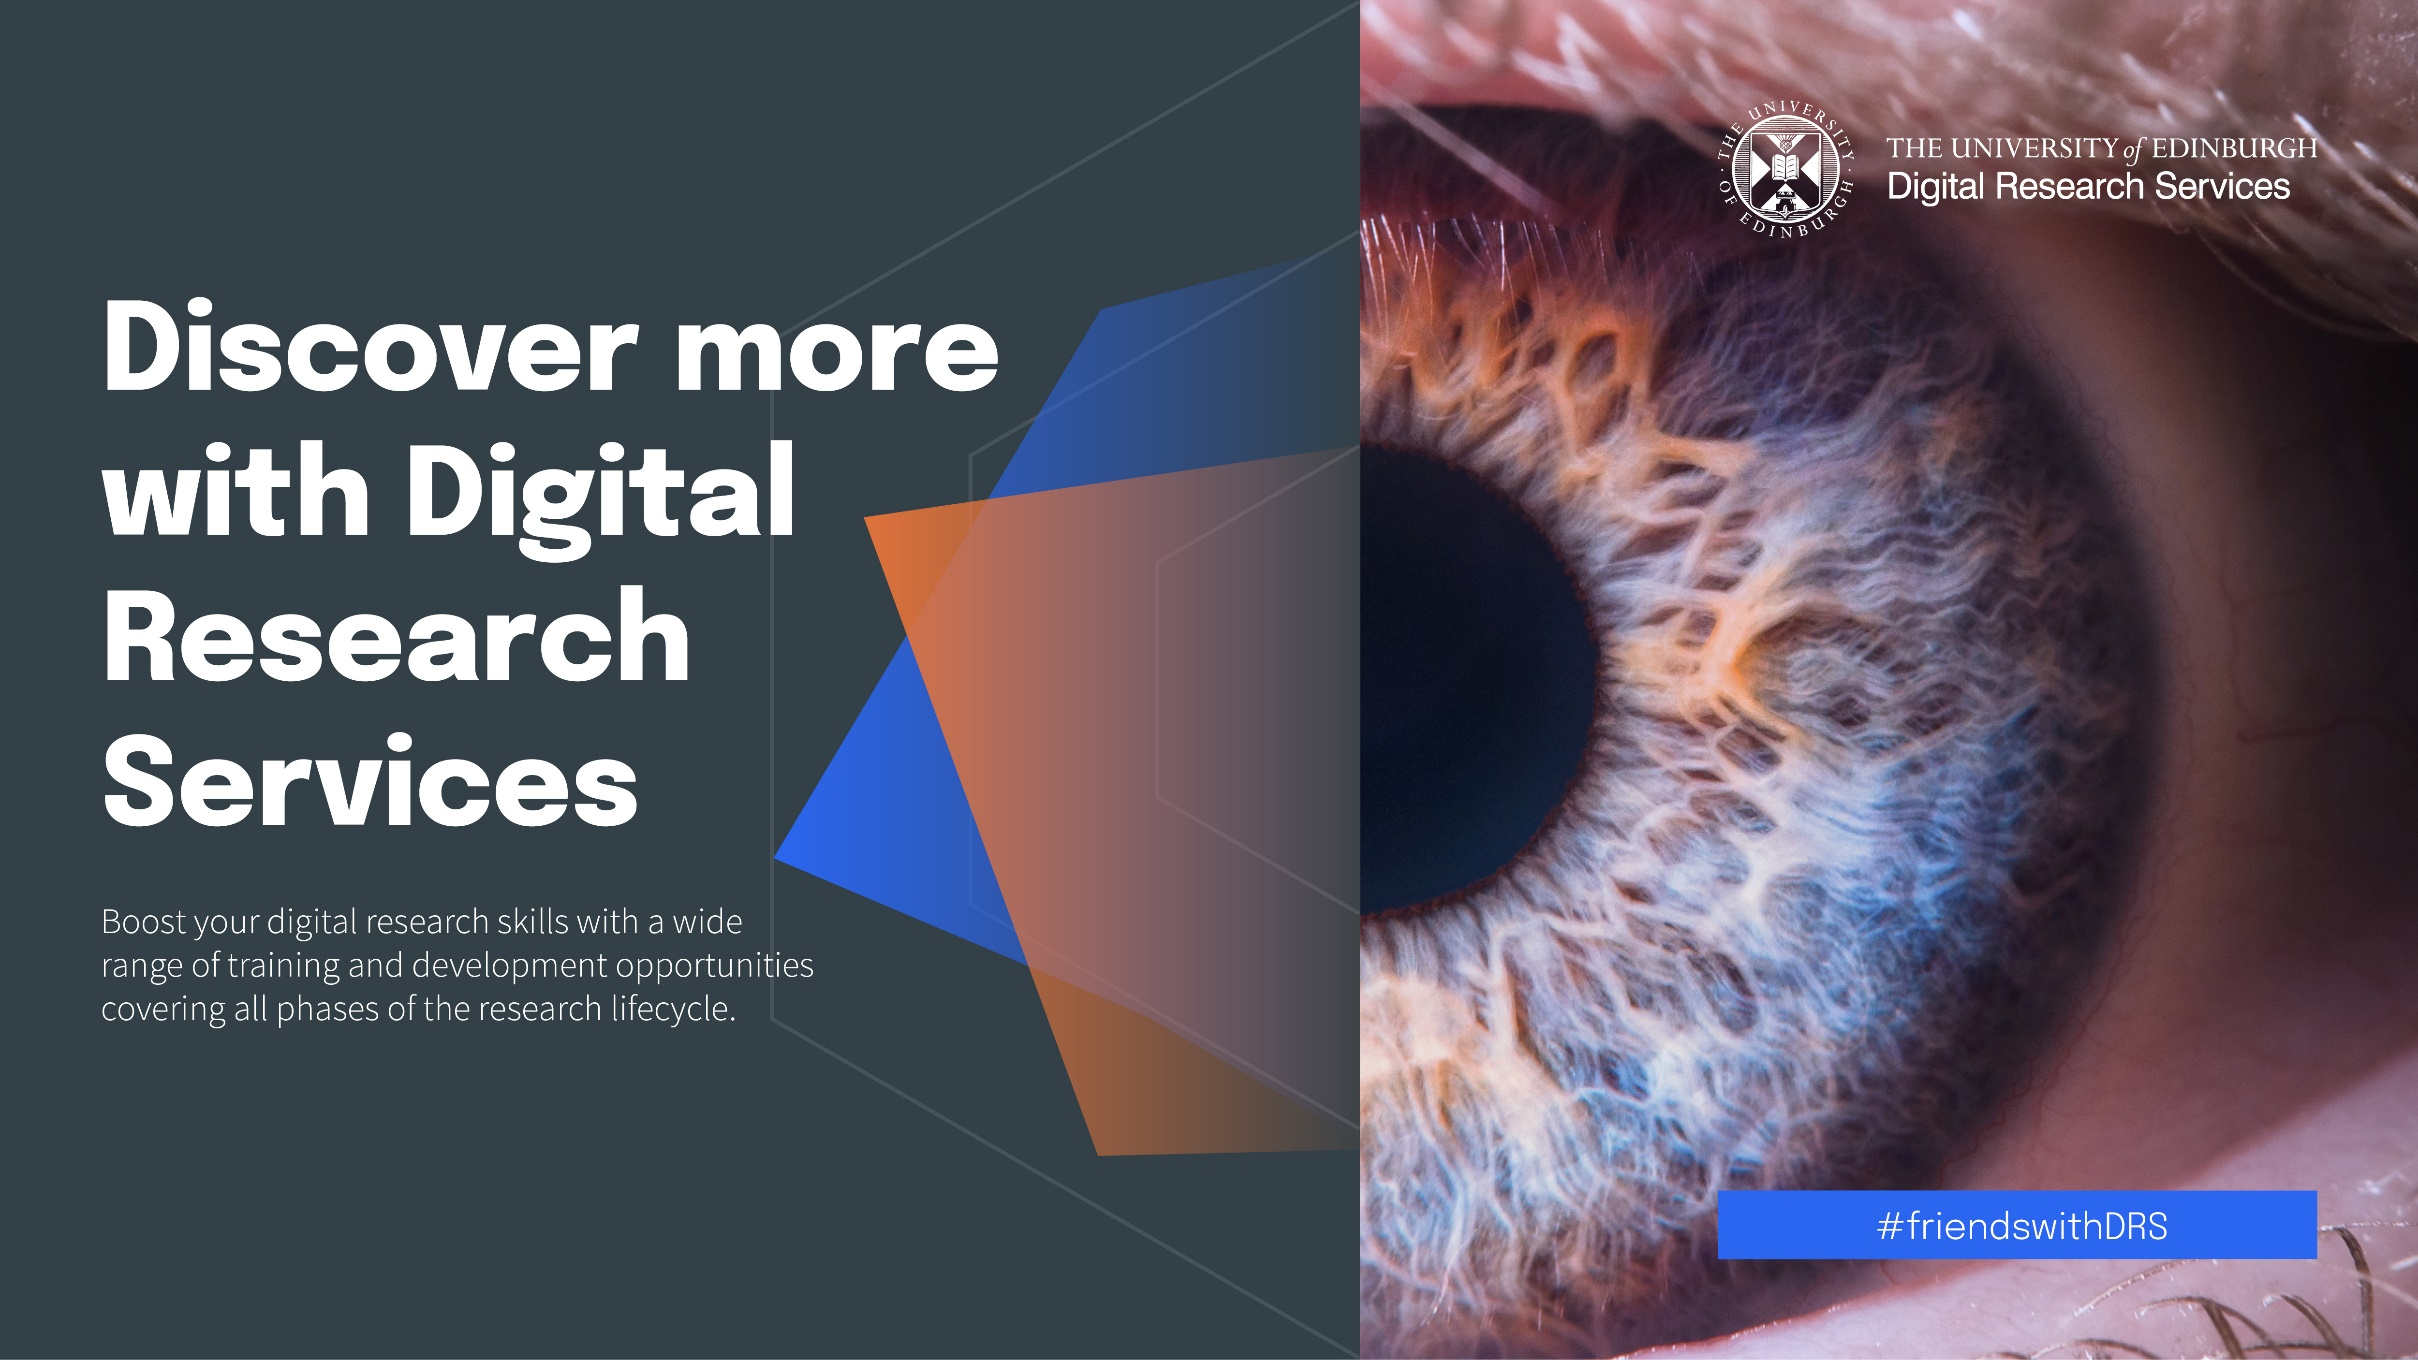 Discover more
with Digital
Research
Services
Boost your digital research skills with a wide
range of training and development opportunities
covering all phases of the research lifecycle.
THE UNIVERSITY OF EDINBURGH
THE UNIVERSITY of EDINBURGH
Digital Research Services
#friendswithDRS